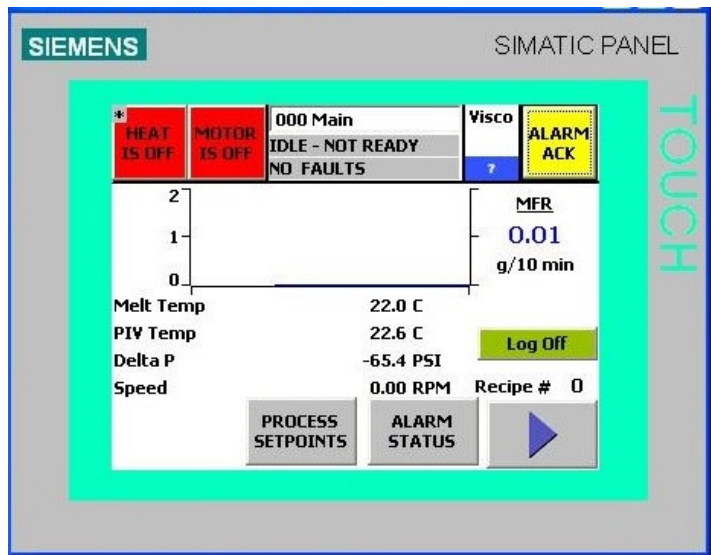 SIEMENS
SIMATIC PANEL
TOUCH
*
HEAT
IS OFF
MOTOR
IS OFF
000 Main
IDLE - NOT READY
NO FAULTS
Visco
?
ALARM
ACK
2
1
0
MFR
0.01
g/10 min
Melt Temp 22.0 C
PIV Temp 22.6 C
Delta P -65.4 PSI
Speed 0.00 RPM
Log Off
Recipe # 0
PROCESS
SETPOINTS
ALARM
STATUS